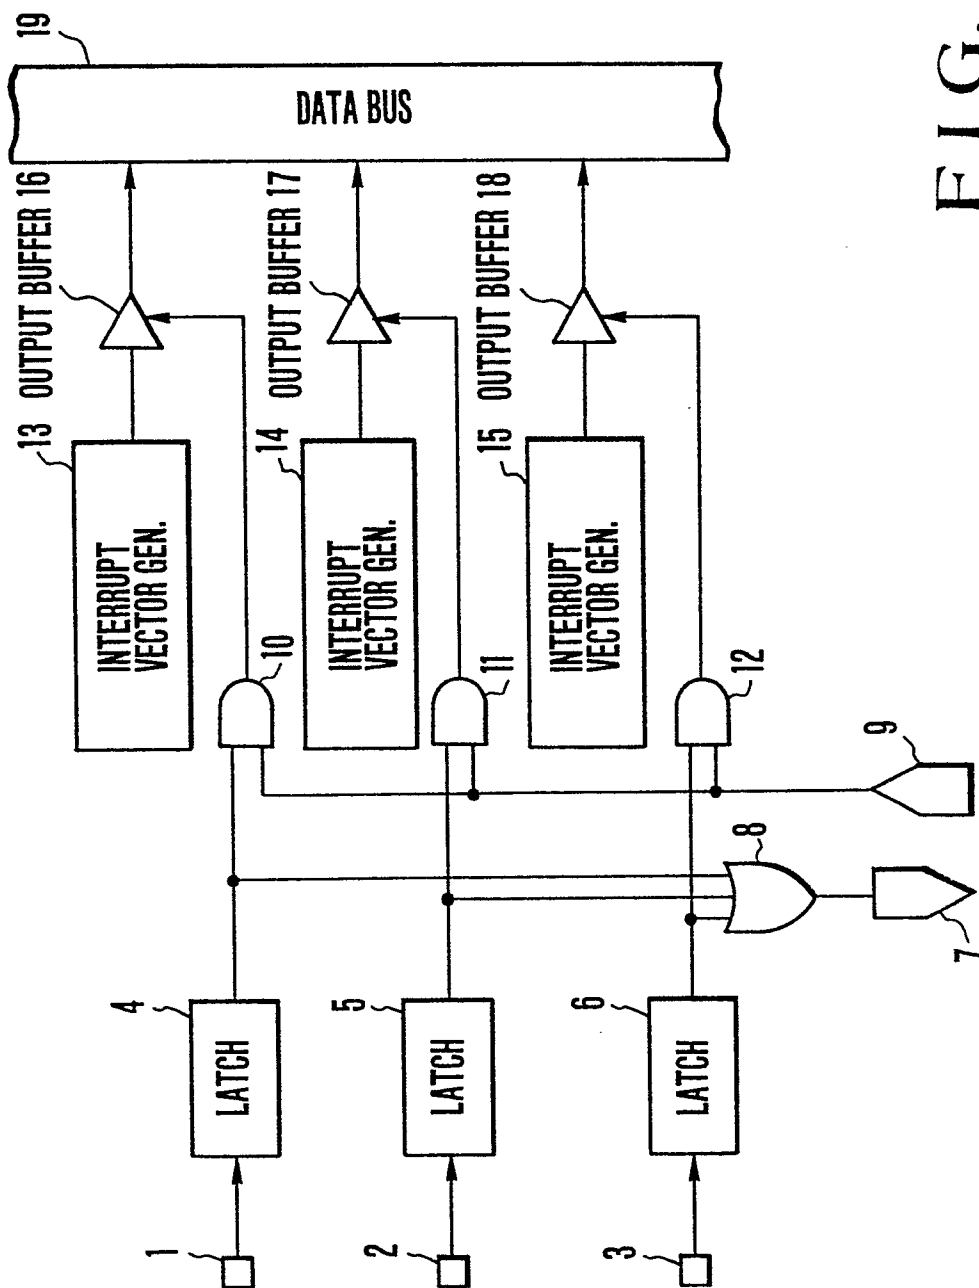 13
OUTPUT BUFFER 16
19
INTERRUPT
VECTOR GEN.
4
1
LATCH
10
14
OUTPUT BUFFER 17
DATA BUS
INTERRUPT
VECTOR GEN.
5
2
LATCH
11
15
OUTPUT BUFFER 18
INTERRUPT
VECTOR GEN.
6
3
LATCH
12
8
9
7
FIG.